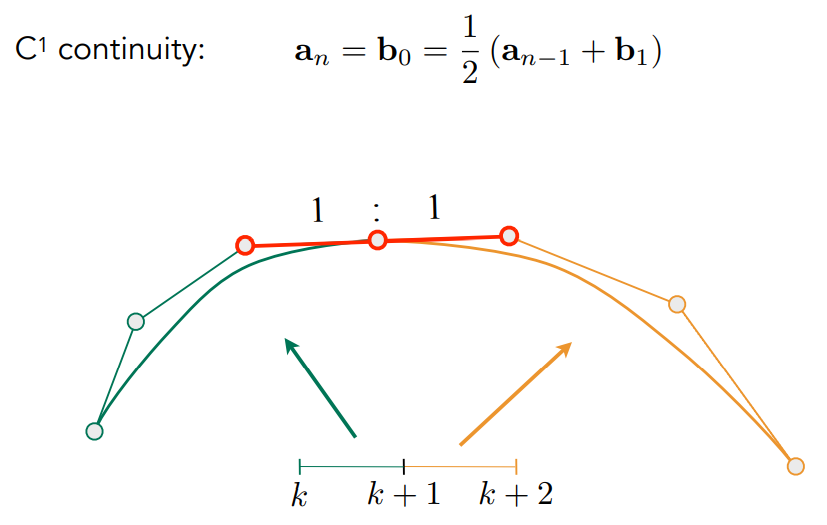 C¹ continuity: aₙ = b₀ = 1/2 (aₙ₋₁ + b₁)
1 : 1
k k + 1 k + 2